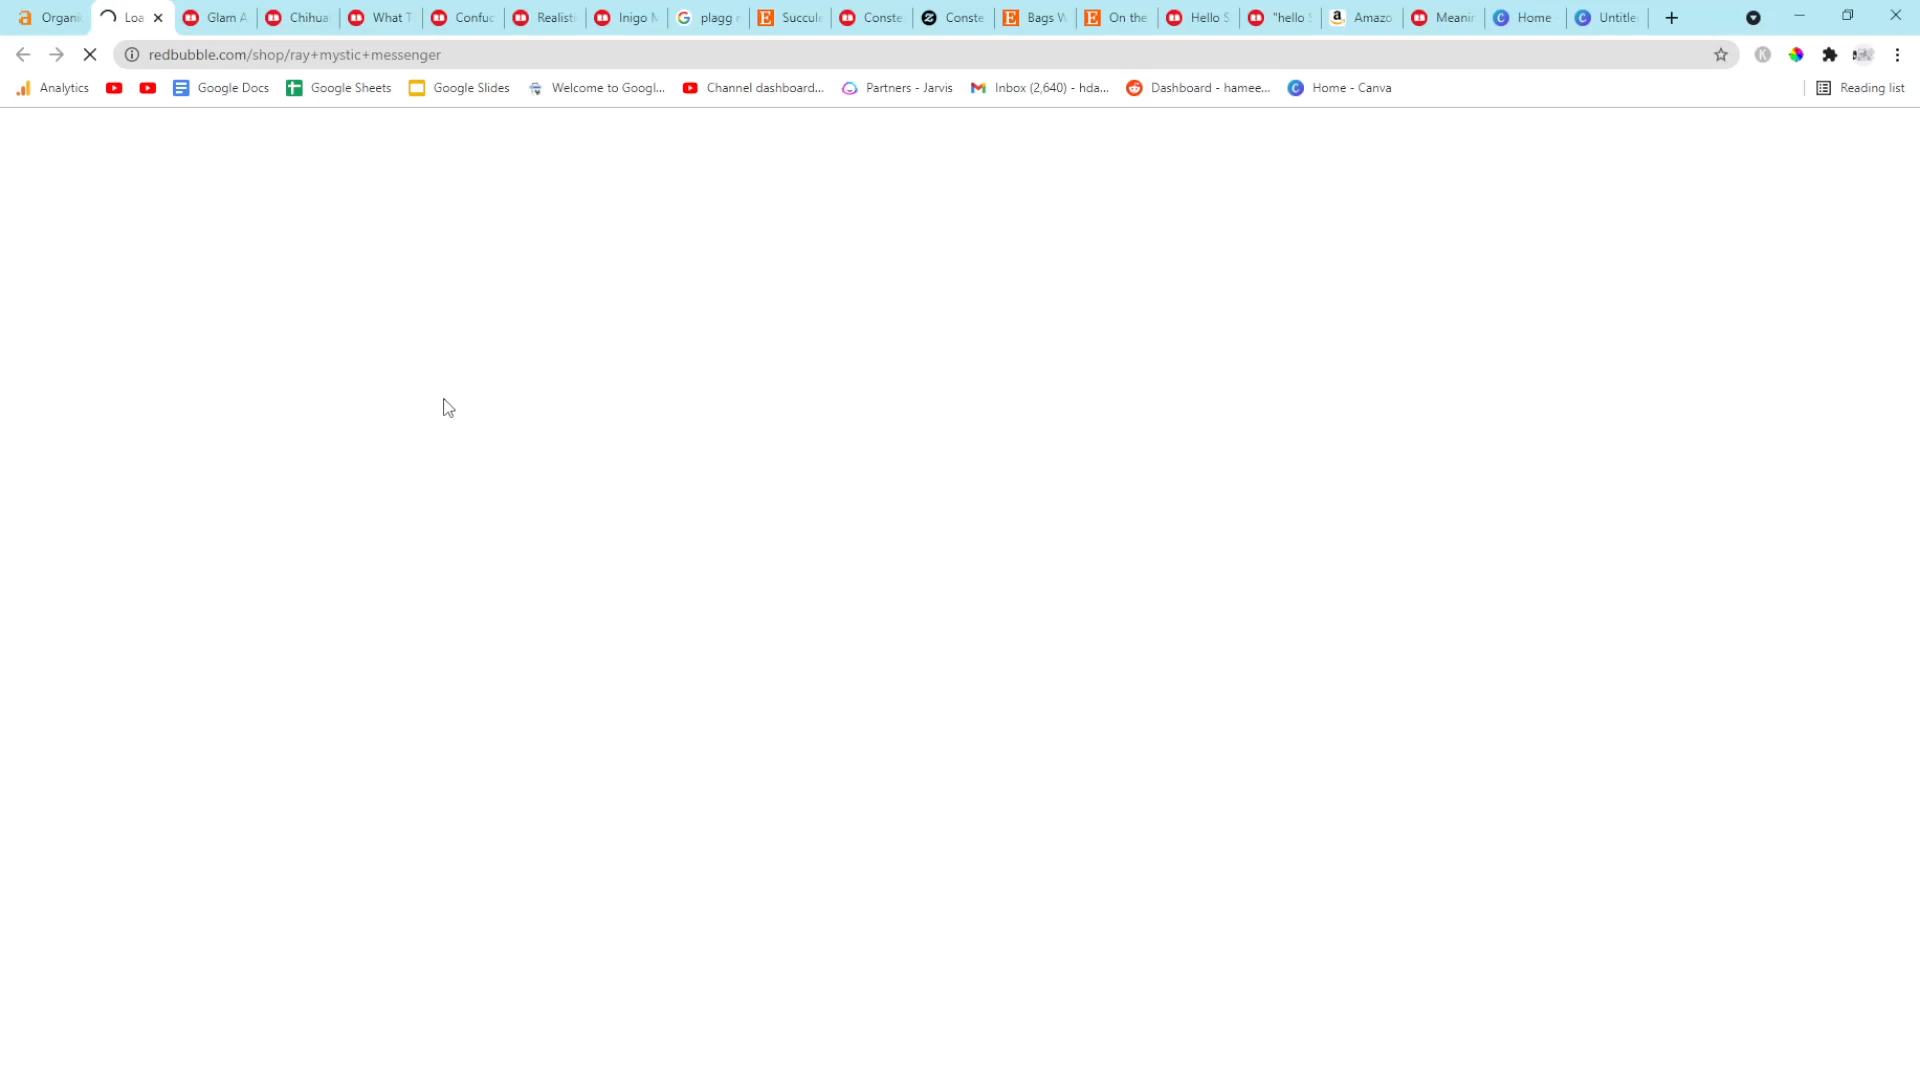 Organi Loa Glam A Chihua What T Confuc Realist Inigo M plagg r Succul Conste Conste Bags W On the Hello S "hello S Amazo Meanin Home Untitle
redbubble.com/shop/ray+mystic+messenger
Analytics Google Docs Google Sheets Google Slides Welcome to Googl... Channel dashboard... Partners - Jarvis Inbox (2,640) - hda... Dashboard - hamee... Home - Canva Reading list